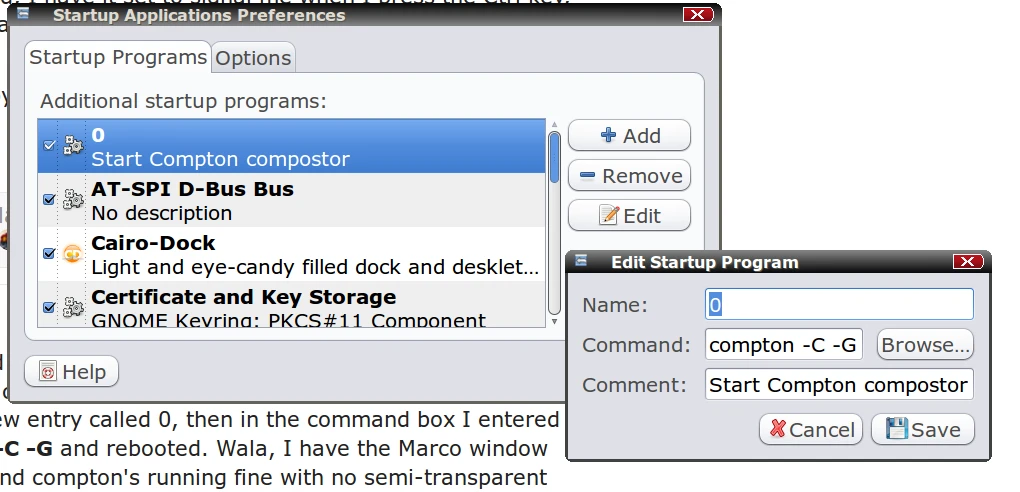 Startup Applications Preferences
Startup Programs
Options
Additional startup programs:
0
Start Compton compostor
AT-SPI D-Bus Bus
No description
Cairo-Dock
Light and eye-candy filled dock and desklet...
Certificate and Key Storage
GNOME Keyring: PKCS#11 Component
Add
Remove
Edit
Help
Edit Startup Program
Name:
0
Command:
compton -C -G
Browse...
Comment:
Start Compton compostor
Cancel
Save
ew entry called 0, then in the command box I entered
-C -G and rebooted. Wala, I have the Marco window
nd compton's running fine with no semi-transparent